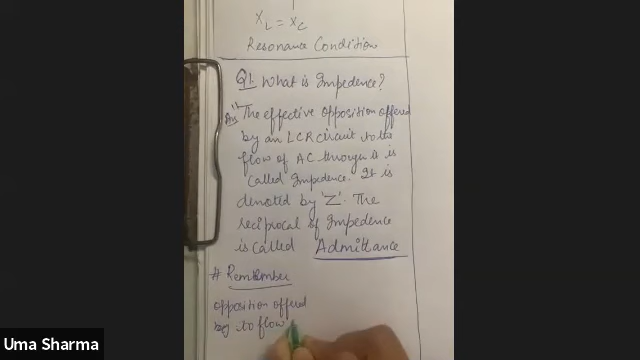 X_L = X_C
Resonance Condition
Q1. What is Impedence?
Ans" The effective opposition offered
by an LCR circuit to the
flow of AC through it is
called Impedence. It is
denoted by 'Z'. The
reciprocal of Impedence
is called Admittance
# Remember
opposition offered
by to flow
Uma Sharma